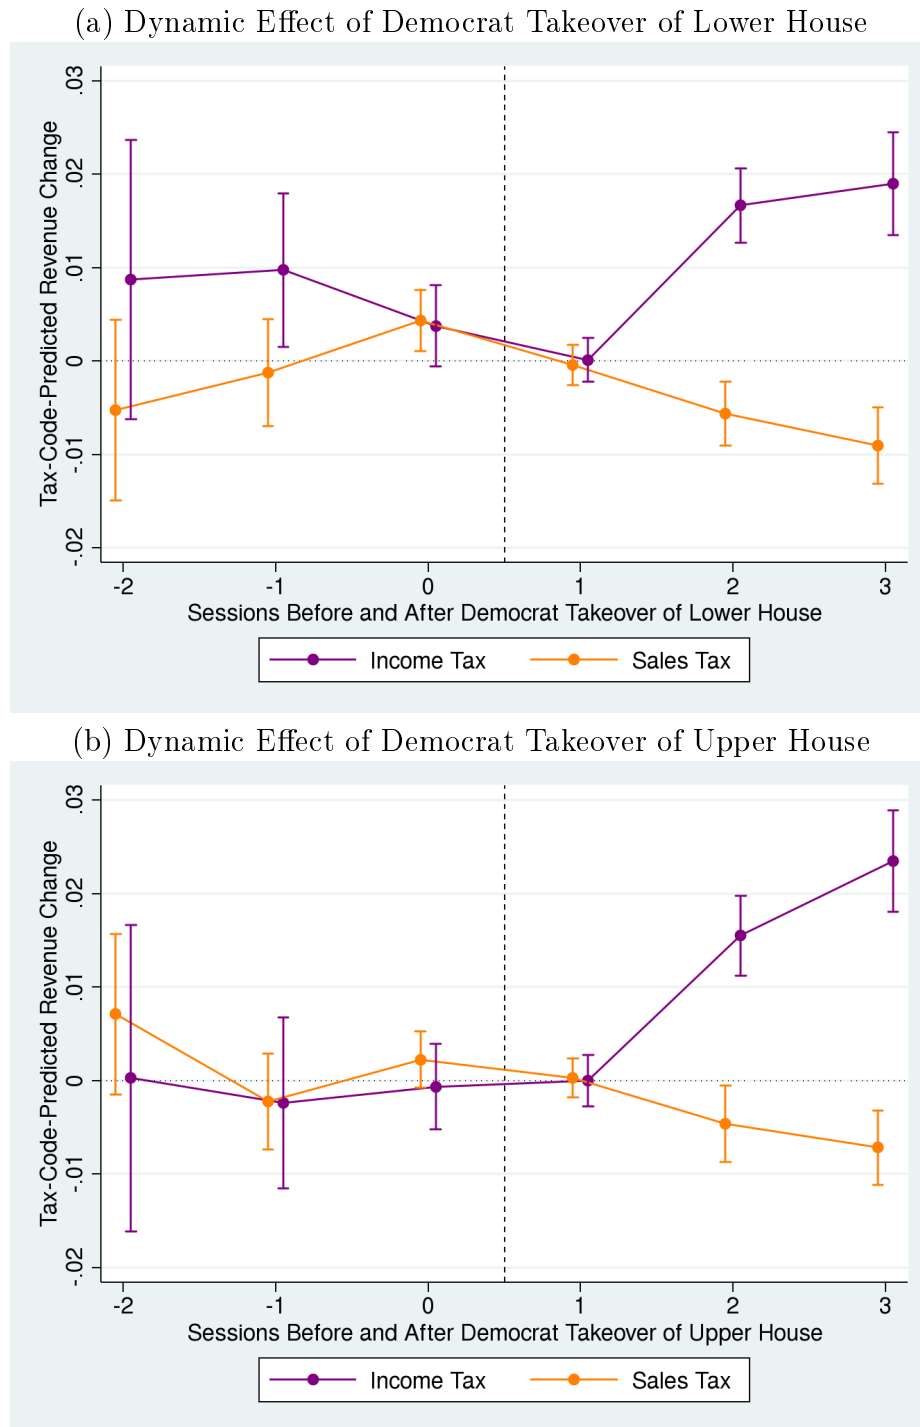 (a) Dynamic Effect of Democrat Takeover of Lower House
Tax-Code-Predicted Revenue Change
.03
.02
.01
0
-.01
-.02
-2 -1 0 1 2 3
Sessions Before and After Democrat Takeover of Lower House
Income Tax Sales Tax
(b) Dynamic Effect of Democrat Takeover of Upper House
Tax-Code-Predicted Revenue Change
.03
.02
.01
0
-.01
-.02
-2 -1 0 1 2 3
Sessions Before and After Democrat Takeover of Upper House
Income Tax Sales Tax